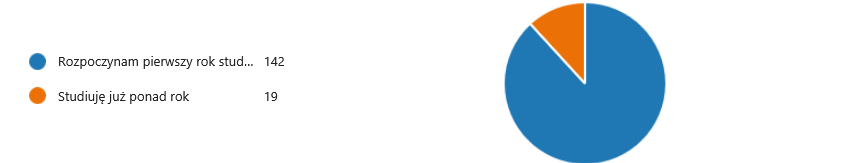 Rozpoczynam pierwszy rok stud... 142
Studiuję już ponad rok 19